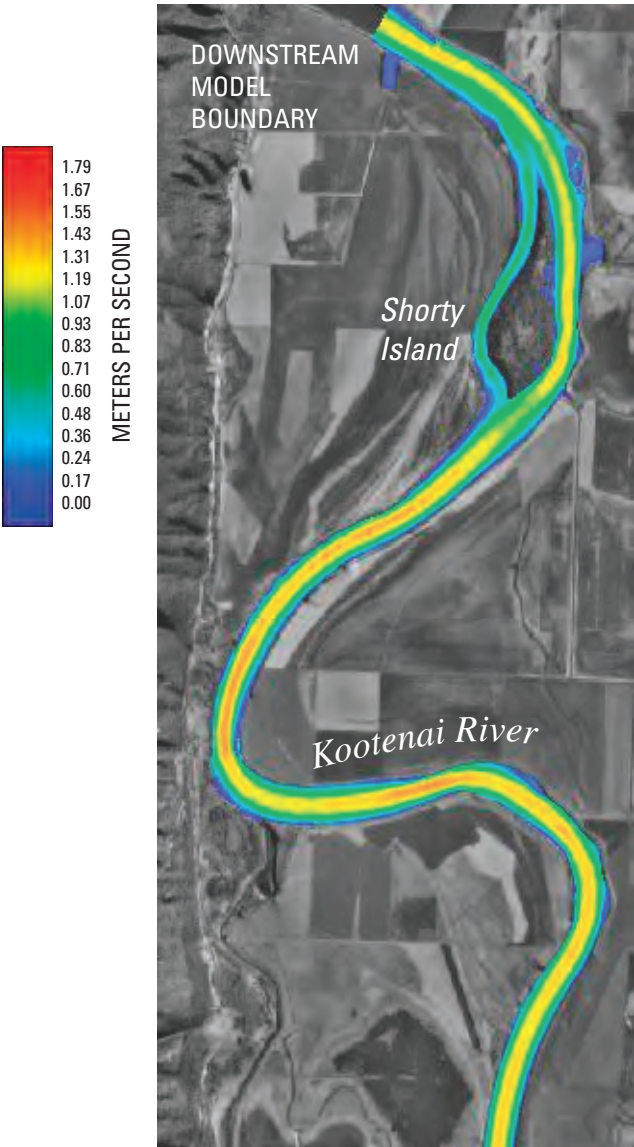 DOWNSTREAM
MODEL
BOUNDARY
1.79
1.67
1.55
1.43
1.31
1.19
1.07
0.93
0.83
0.71
0.60
0.48
0.36
0.24
0.17
0.00
METERS PER SECOND
Shorty
Island
Kootenai River